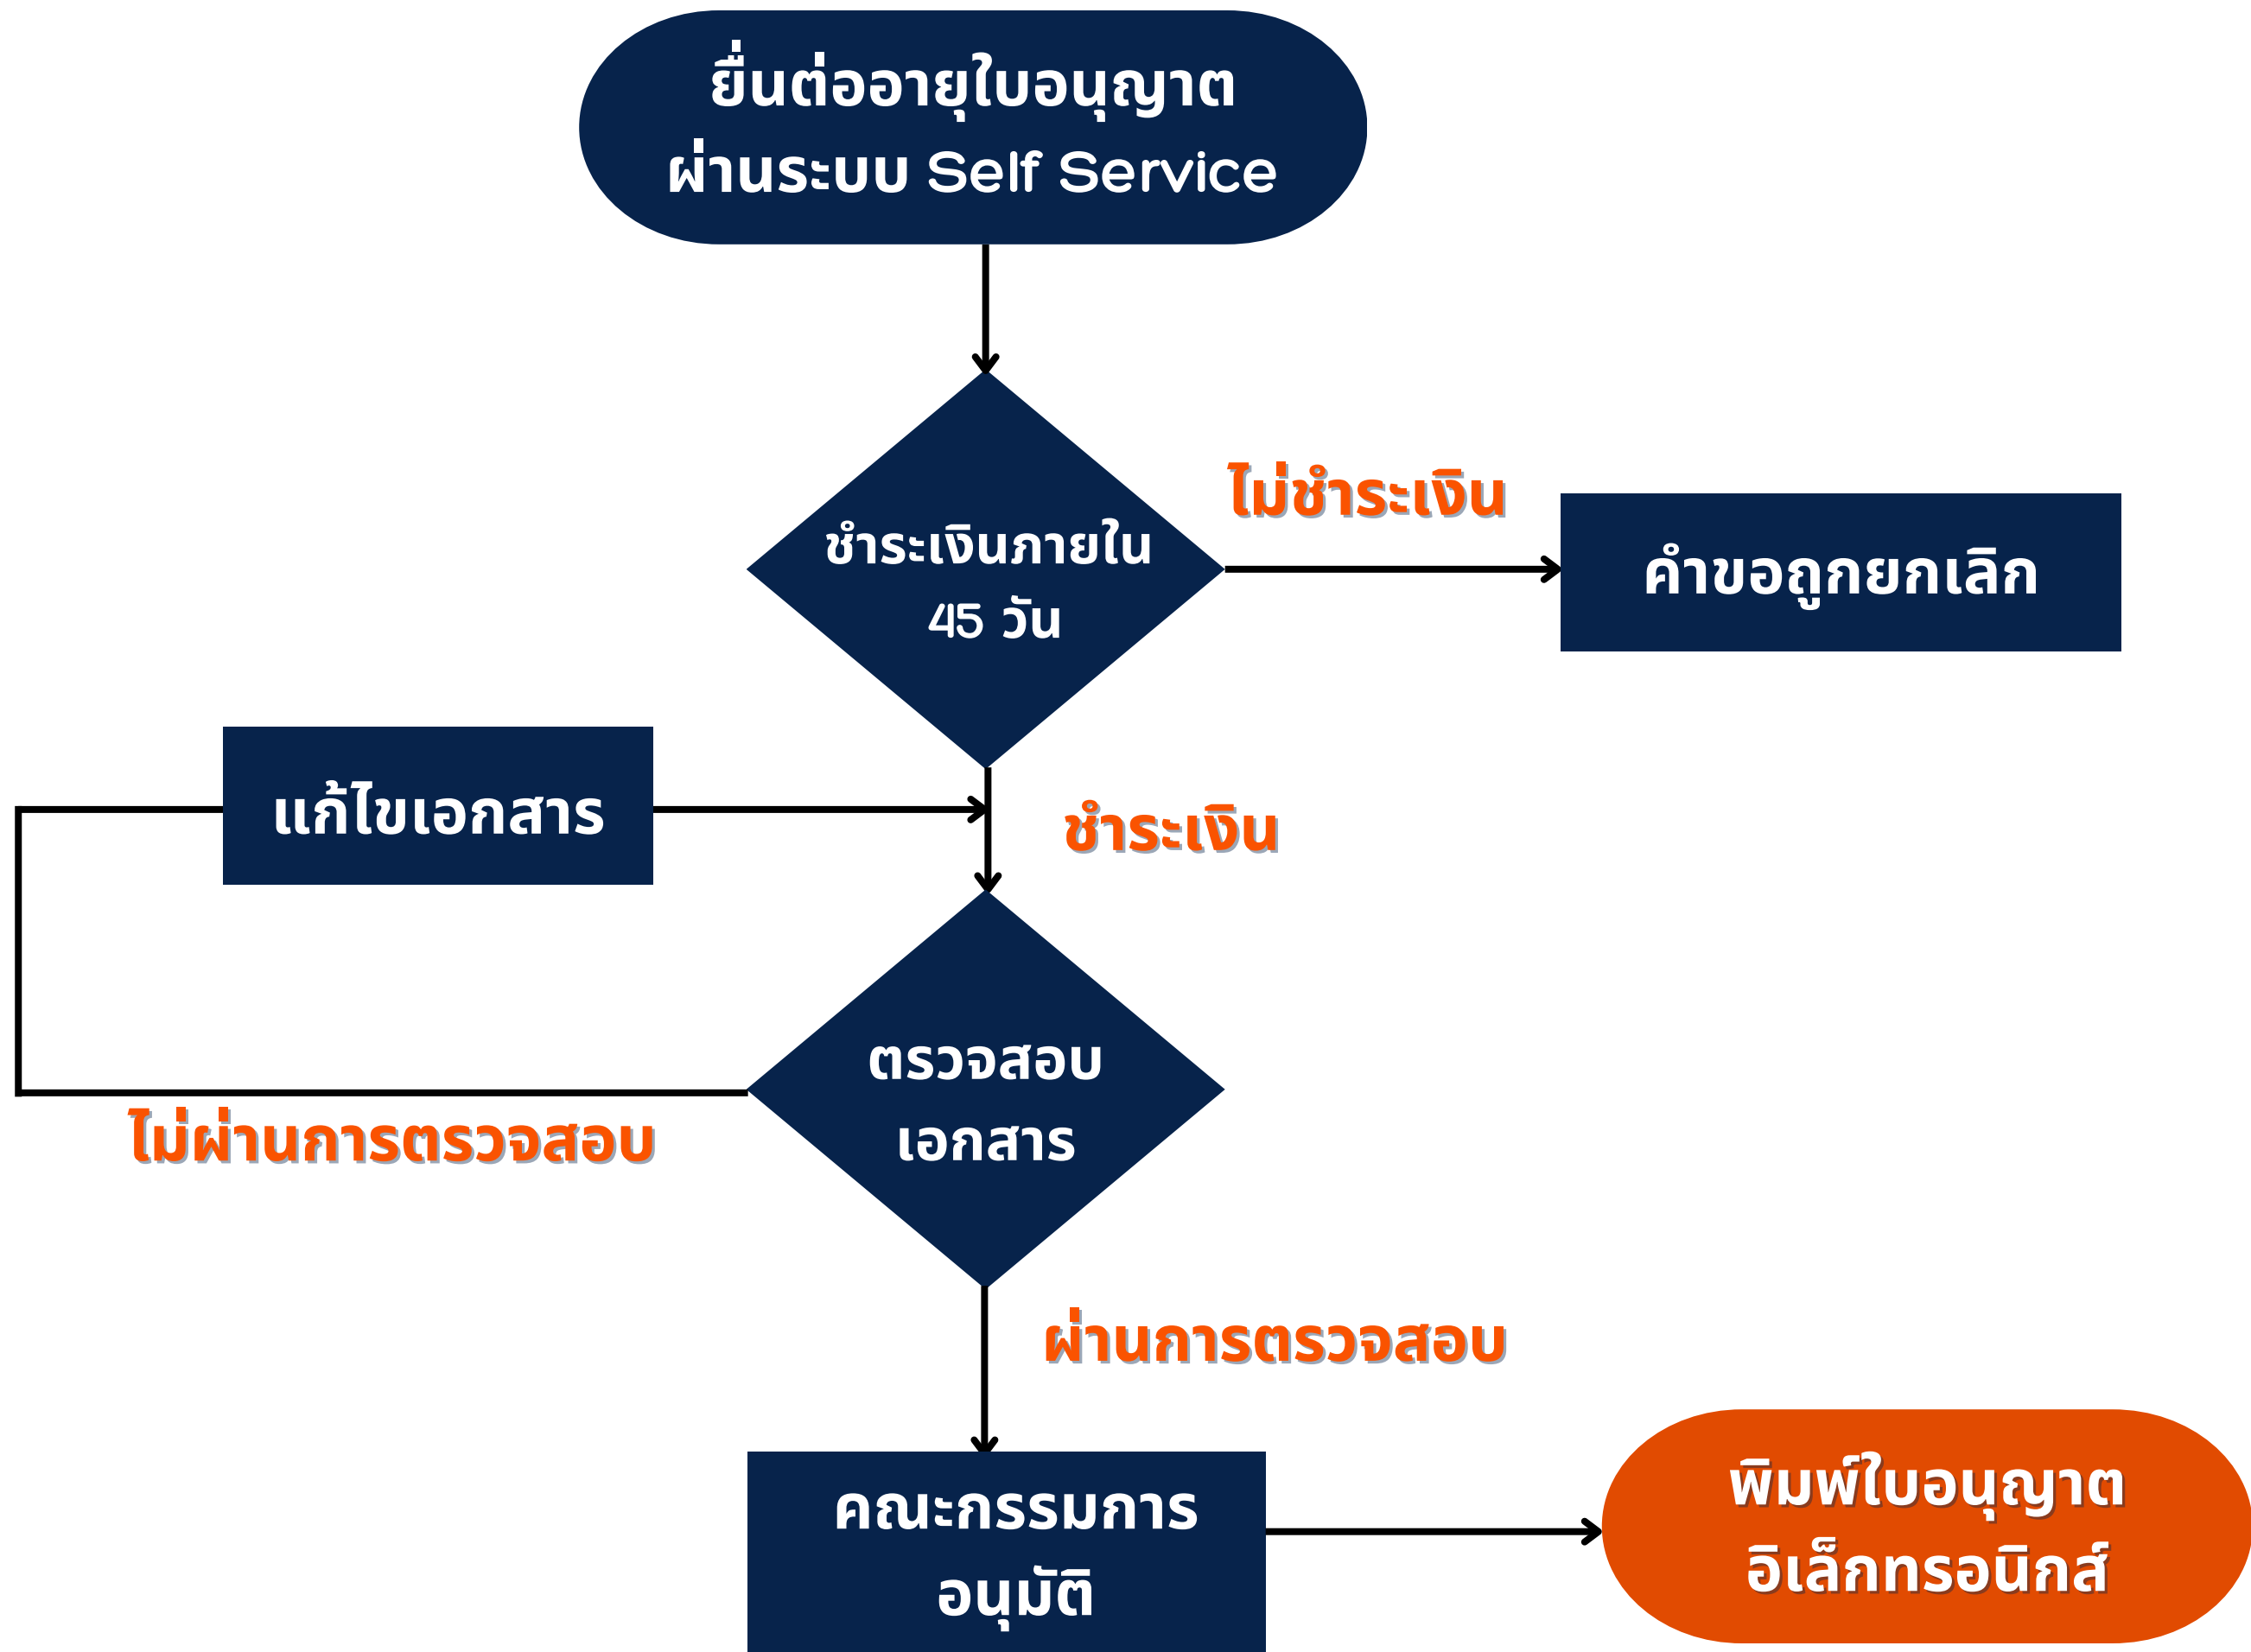 ยื่นต่ออายุใบอนุญาต
ผ่านระบบ Self Service
ไม่ชำระเงิน
ชำระเงินภายใน
45 วัน
คำขอถูกยกเลิก
แก้ไขเอกสาร
ชำระเงิน
ตรวจสอบ
เอกสาร
ไม่ผ่านการตรวจสอบ
ผ่านการตรวจสอบ
คณะกรรมการ
อนุมัติ
พิมพ์ใบอนุญาต
อิเล็กทรอนิกส์